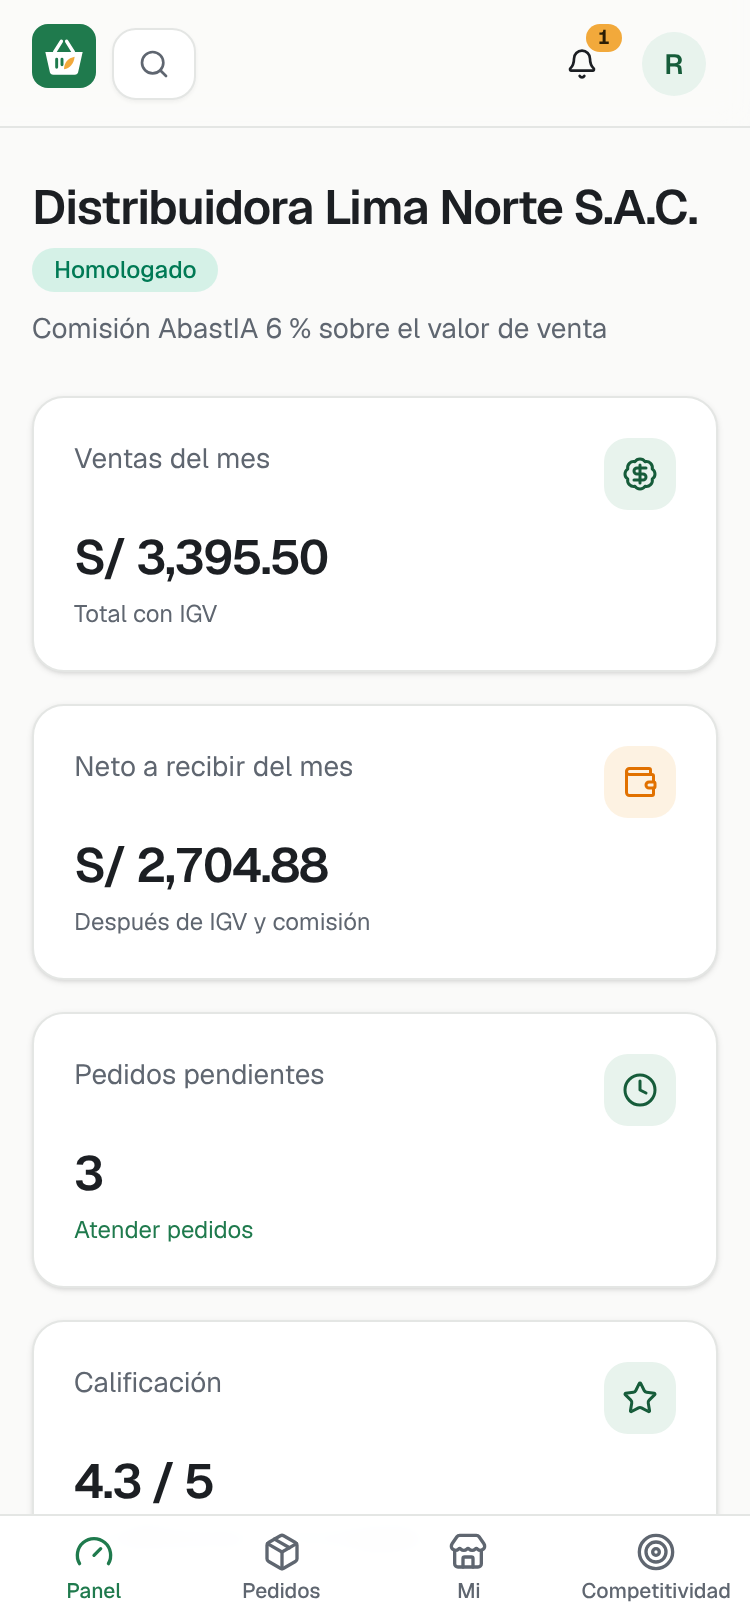 1
R
Distribuidora Lima Norte S.A.C.
Homologado
Comisión AbastIA 6 % sobre el valor de venta
Ventas del mes
S/ 3,395.50
Total con IGV
Neto a recibir del mes
S/ 2,704.88
Después de IGV y comisión
Pedidos pendientes
3
Atender pedidos
Calificación
4.3 / 5
Panel
Pedidos
Mi
Competitividad